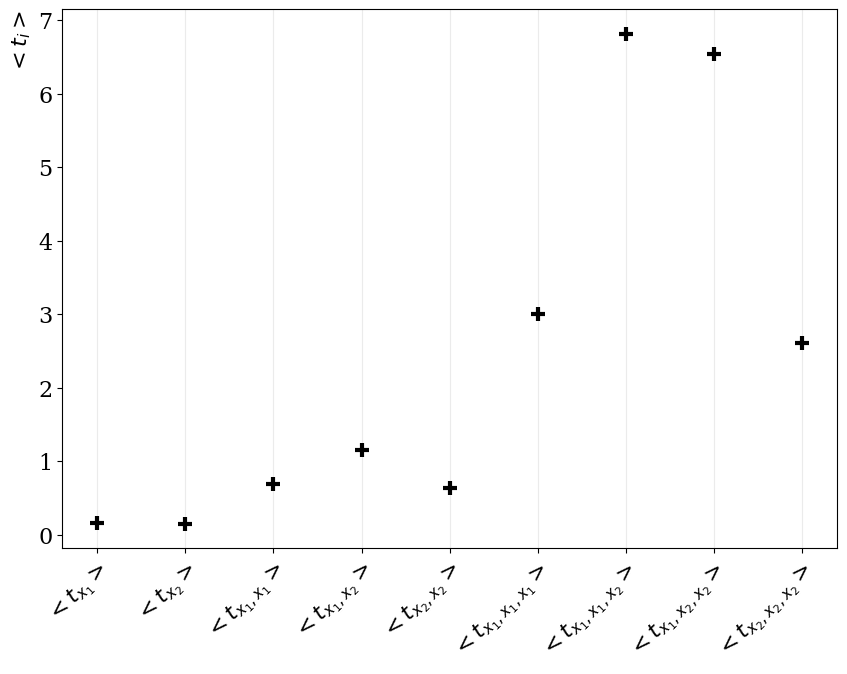 < t_i >
7
6
5
4
3
2
1
0
< t_{x_1} >
< t_{x_2} >
< t_{x_1, x_1} >
< t_{x_1, x_2} >
< t_{x_2, x_2} >
< t_{x_1, x_1, x_1} >
< t_{x_1, x_1, x_2} >
< t_{x_1, x_2, x_2} >
< t_{x_2, x_2, x_2} >